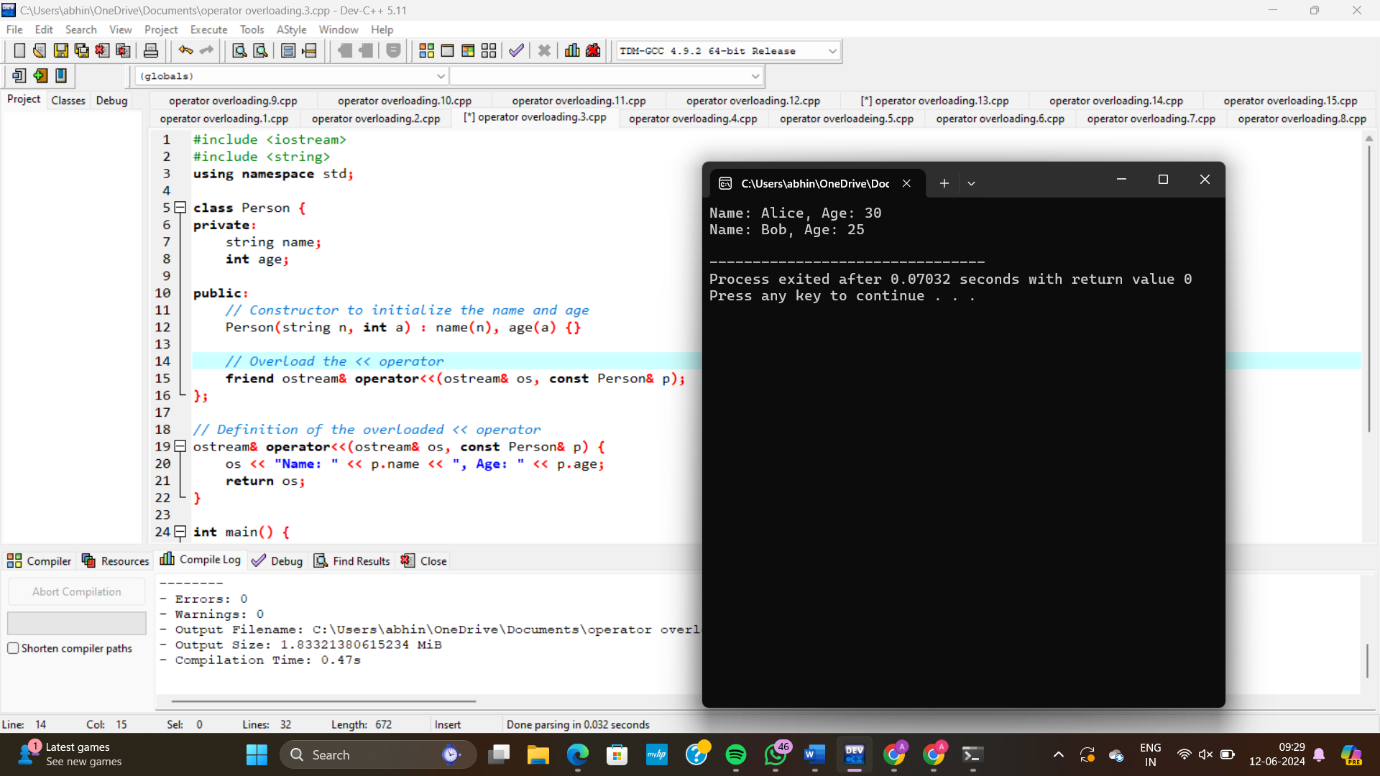 C:\Users\abhin\OneDrive\Documents\operator overloading.3.cpp - Dev-C++ 5.11
File Edit Search View Project Execute Tools AStyle Window Help
TDM-GCC 4.9.2 64-bit Release
(globals)
Project Classes Debug
operator overloading.9.cpp operator overloading.10.cpp operator overloading.11.cpp operator overloading.12.cpp [*] operator overloading.13.cpp operator overloading.14.cpp operator overloading.15.cpp
operator overloading.1.cpp operator overloading.2.cpp [*] operator overloading.3.cpp operator overloading.4.cpp operator overloadeing.5.cpp operator overloading.6.cpp operator overloading.7.cpp operator overloading.8.cpp
1 #include <iostream>
2 #include <string>
3 using namespace std;
4
5 class Person {
6 private:
7 string name;
8 int age;
9
10 public:
11 // Constructor to initialize the name and age
12 Person(string n, int a) : name(n), age(a) {}
13
14 // Overload the << operator
15 friend ostream& operator<<(ostream& os, const Person& p);
16 };
17
18 // Definition of the overloaded << operator
19 ostream& operator<<(ostream& os, const Person& p) {
20 os << "Name: " << p.name << ", Age: " << p.age;
21 return os;
22 }
23
24 int main() {
C:\Users\abhin\OneDrive\Doc
Name: Alice, Age: 30
Name: Bob, Age: 25
--------------------------------
Process exited after 0.07032 seconds with return value 0
Press any key to continue . . .
Compiler Resources Compile Log Debug Find Results Close
Abort Compilation
Shorten compiler paths
--------
- Errors: 0
- Warnings: 0
- Output Filename: C:\Users\abhin\OneDrive\Documents\operator overl
- Output Size: 1.83321380615234 MiB
- Compilation Time: 0.47s
Line: 14 Col: 15 Sel: 0 Lines: 32 Length: 672 Insert Done parsing in 0.032 seconds
1
Latest games
See new games
Search
myhp
46
W
DEV
A
A
ENG
IN
09:29
12-06-2024
PRE